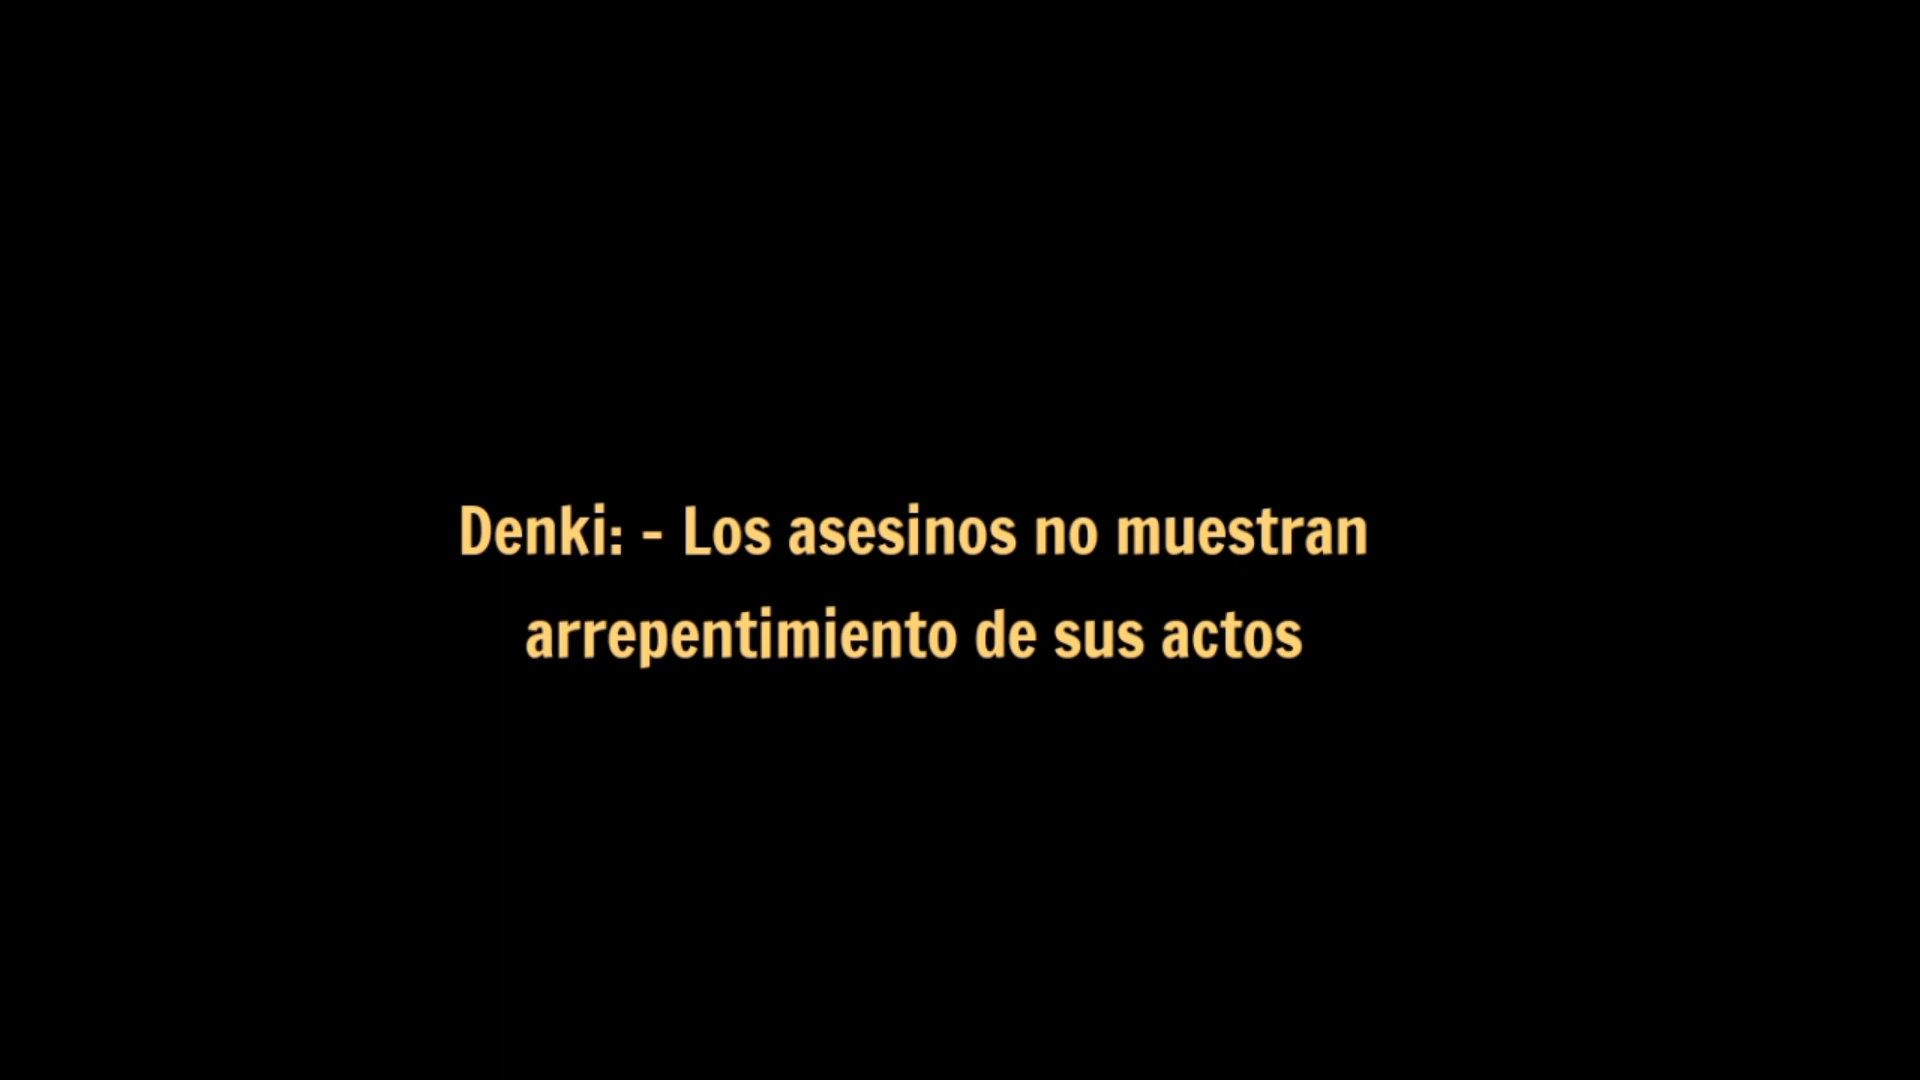 Denki: - Los asesinos no muestran
arrepentimiento de sus actos